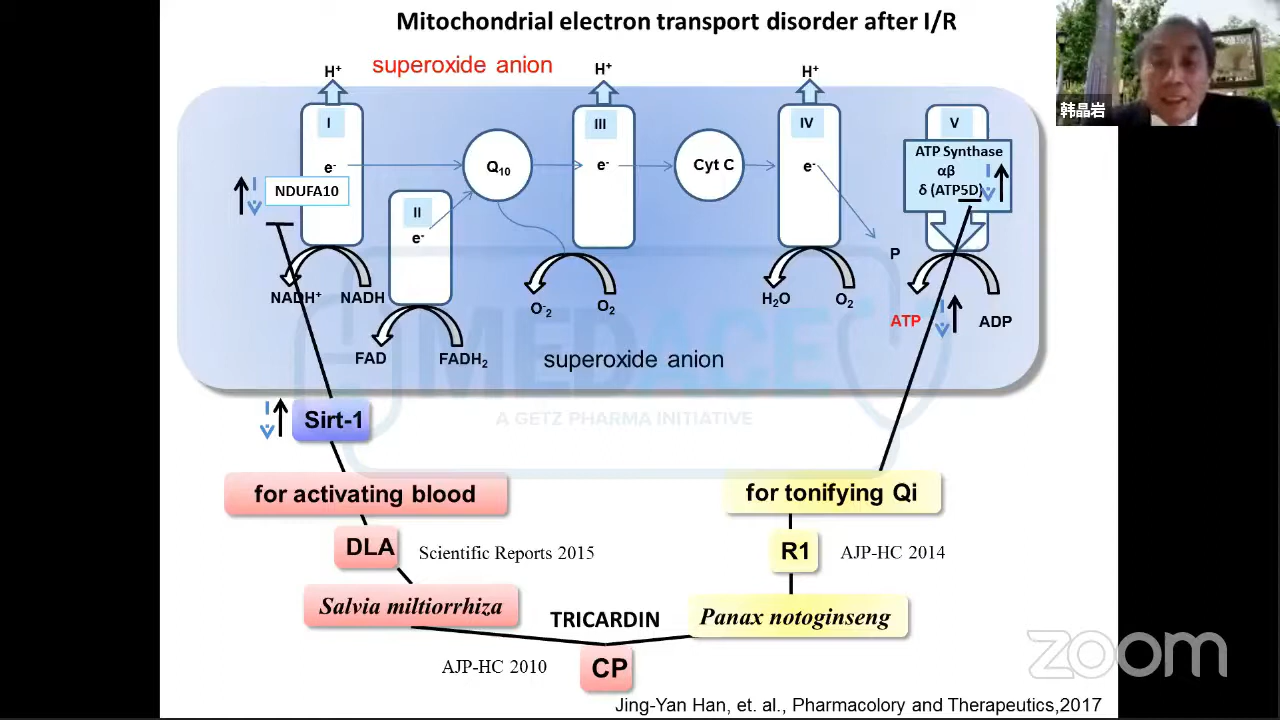 Mitochondrial electron transport disorder after I/R
superoxide anion
H⁺
H⁺
H⁺
韩晶岩
I
III
IV
V
ATP Synthase
αβ
δ (ATP5D)
e⁻
Q₁₀
e⁻
Cyt C
e⁻
NDUFA10
II
e⁻
P
NADH⁺
NADH
O⁻₂
O₂
H₂O
O₂
ATP
ADP
FAD
FADH₂
superoxide anion
MEDACE
A GETZ PHARMA INITIATIVE
Sirt-1
for activating blood
for tonifying Qi
DLA
Scientific Reports 2015
R1
AJP-HC 2014
Salvia miltiorrhiza
TRICARDIN
Panax notoginseng
AJP-HC 2010
CP
zoom
Jing-Yan Han, et. al., Pharmacolory and Therapeutics,2017